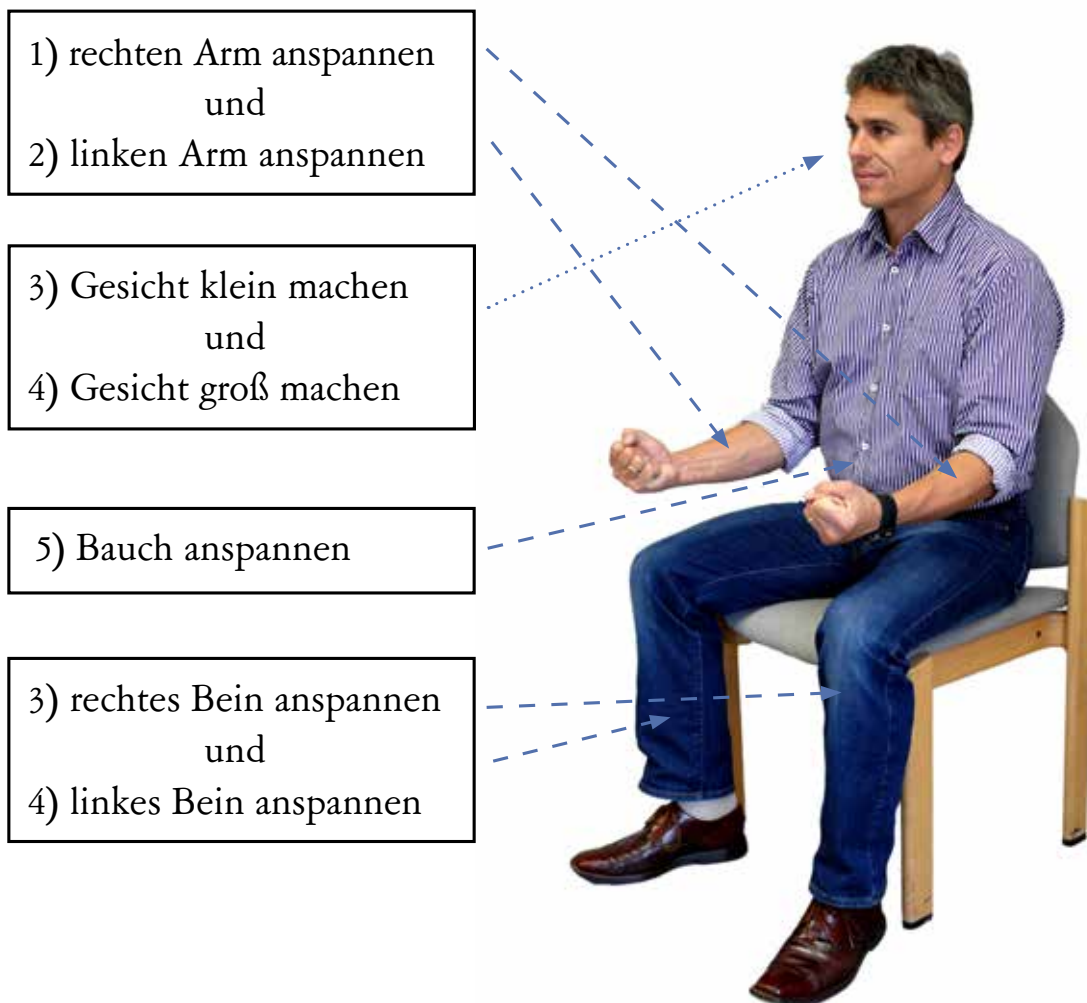 1) rechten Arm anspannen
und
2) linken Arm anspannen
3) Gesicht klein machen
und
4) Gesicht groß machen
5) Bauch anspannen
3) rechtes Bein anspannen
und
4) linkes Bein anspannen